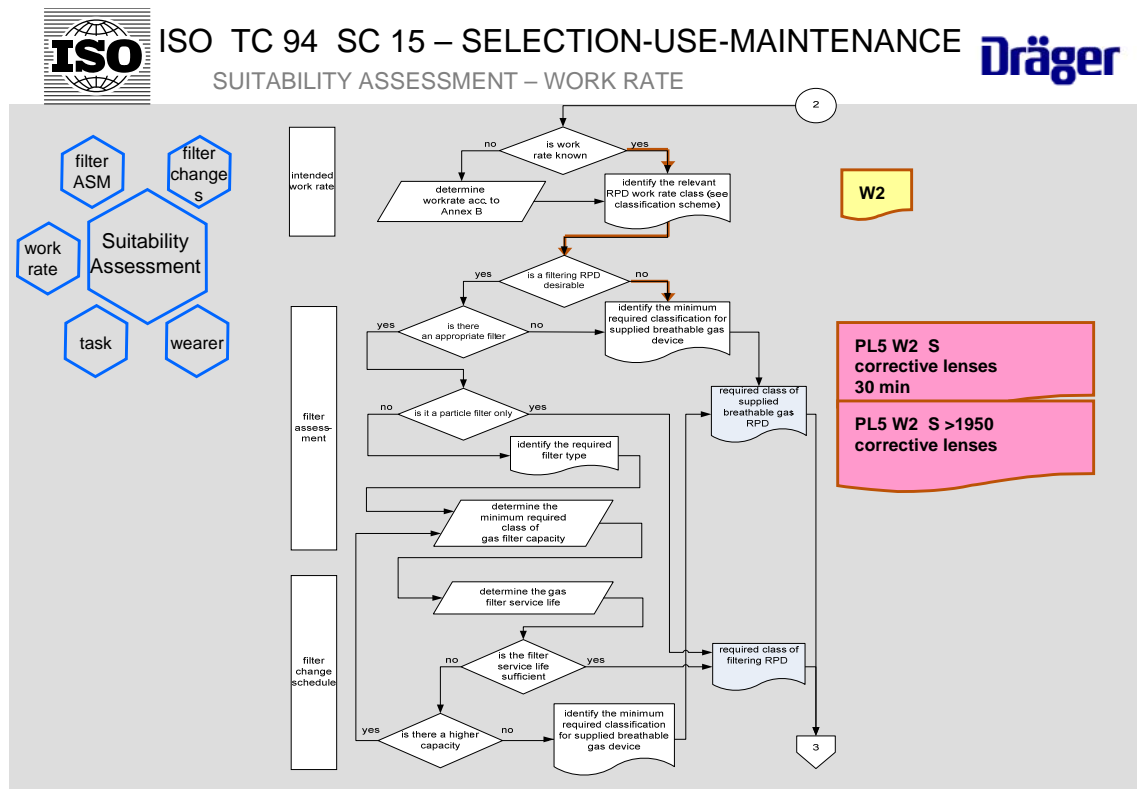 ISO
ISO TC 94 SC 15 – SELECTION-USE-MAINTENANCE
Dräger
SUITABILITY ASSESSMENT – WORK RATE
2
filter
ASM
filter
change
s
work
rate
Suitability
Assessment
task
wearer
intended
work rate
no
is work
rate known
yes
determine
workrate acc. to
Annex B
identify the relevant
RPD work rate class (see
classification scheme)
W2
yes
is a filtering RPD
desirable
no
filter
assess-
ment
yes
is there
an appropriate filter
no
identify the minimum
required classification for
supplied breathable gas
device
PL5 W2 S
corrective lenses
30 min
PL5 W2 S >1950
corrective lenses
no
is it a particle filter only
yes
required class of
supplied
breathable gas
RPD
identify the required
filter type
determine the
minimum required
class of
gas filter capacity
filter
change
schedule
determine the gas
filter service life
no
is the filter
service life
sufficient
yes
required class of
filtering RPD
yes
is there a higher
capacity
no
identify the minimum
required classification
for supplied breathable
gas device
3